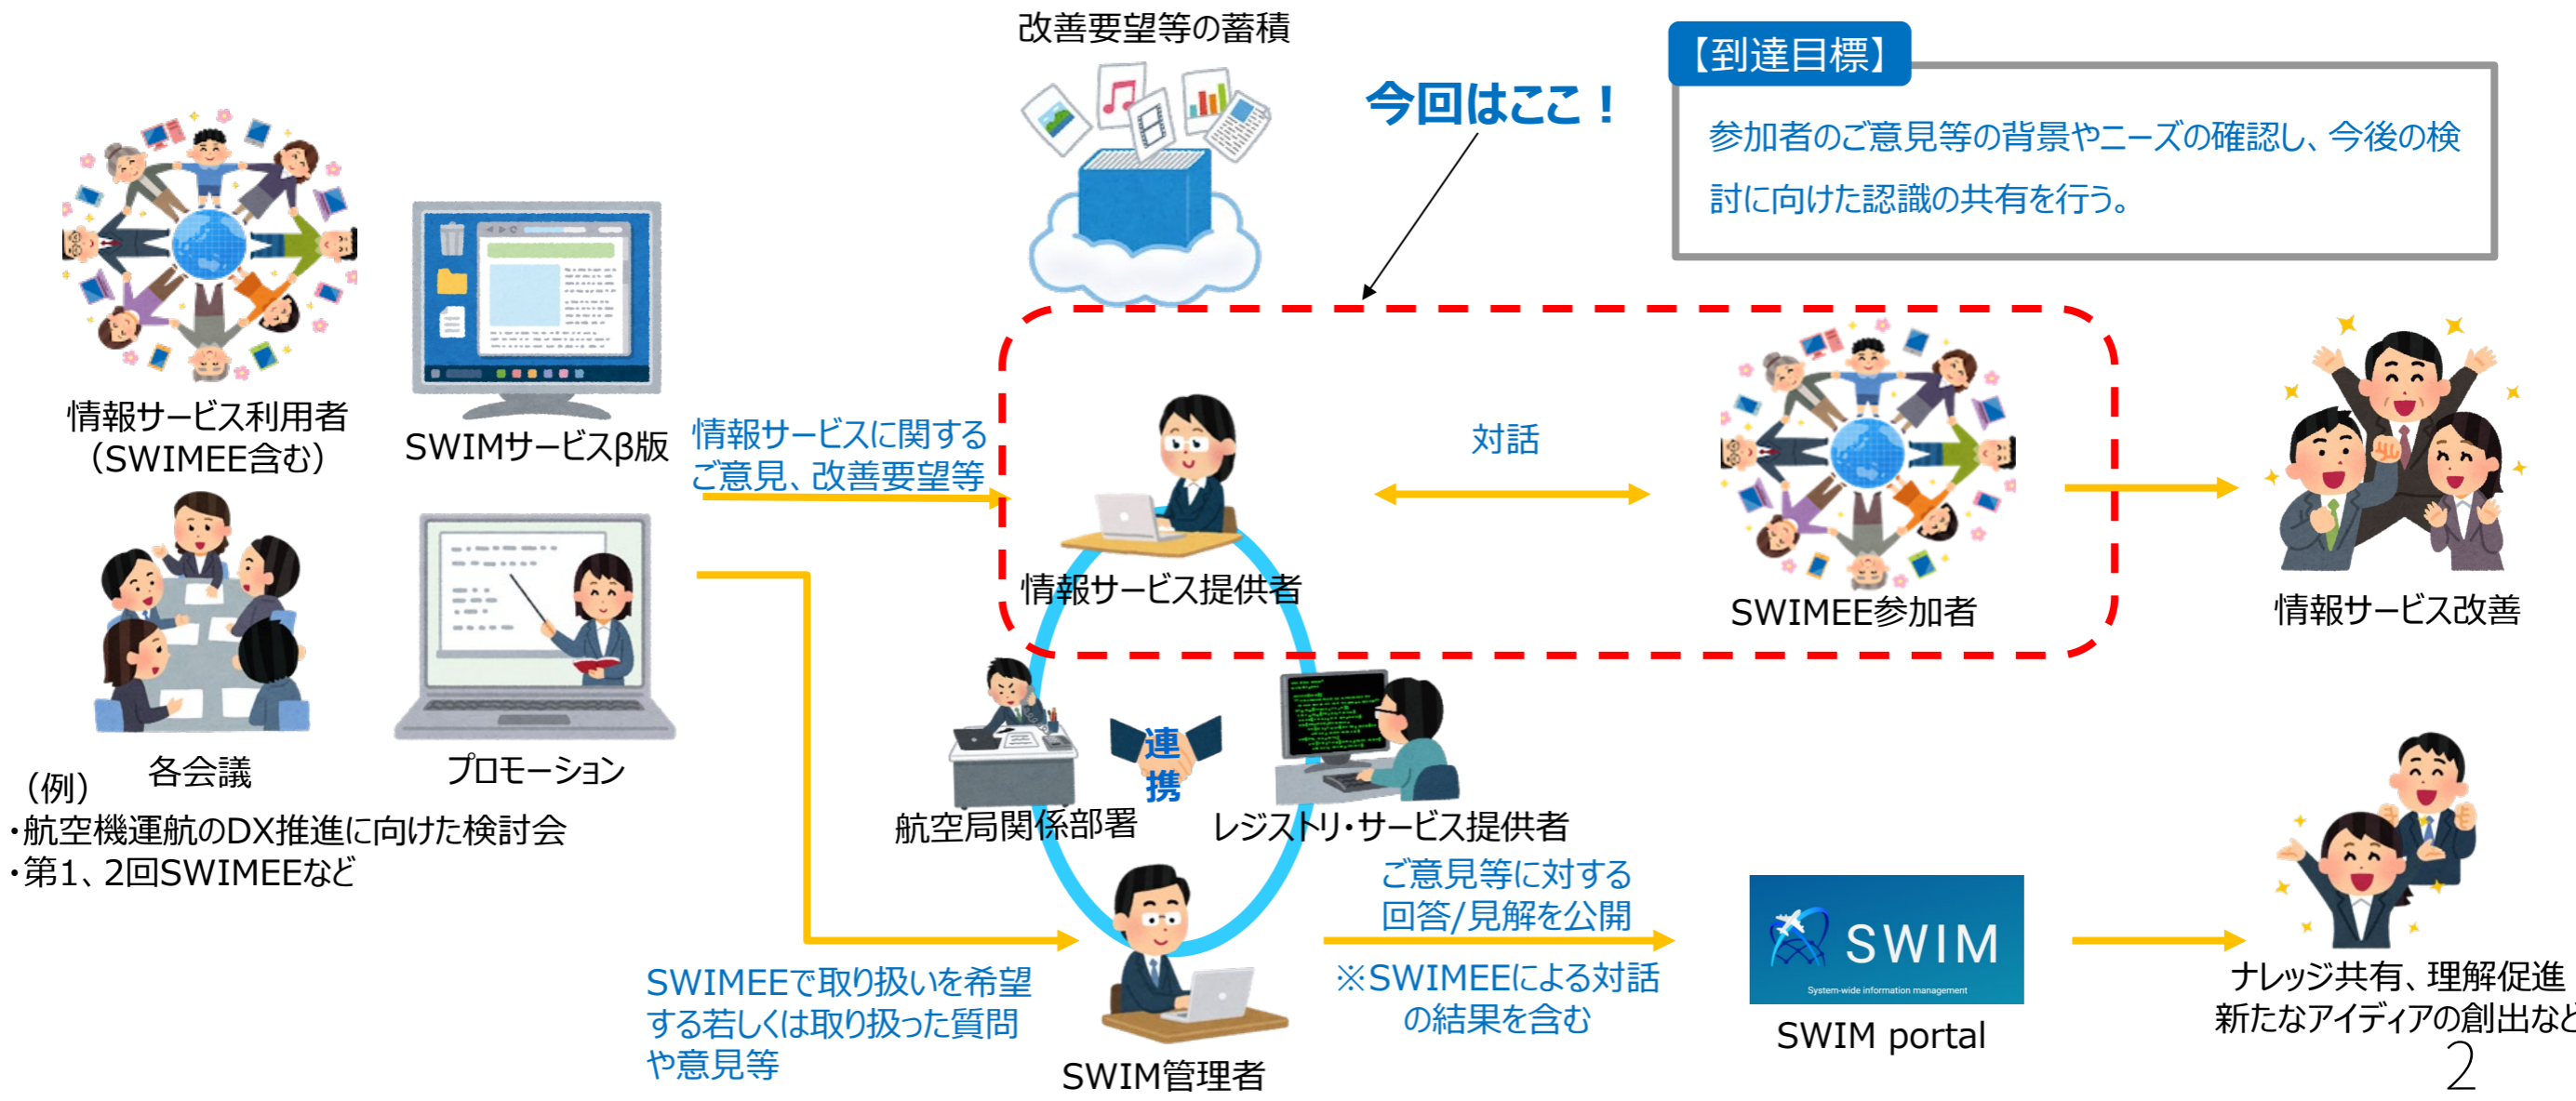 改善要望等の蓄積
今回はここ！
【到達目標】
参加者のご意見等の背景やニーズの確認し、今後の検
討に向けた認識の共有を行う。
情報サービス利用者
（SWIMEE含む）
SWIMサービスβ版
情報サービスに関する
ご意見、改善要望等
対話
情報サービス提供者
SWIMEE参加者
情報サービス改善
各会議
プロモーション
（例）
・航空機運航のDX推進に向けた検討会
・第1、2回SWIMEEなど
連
携
航空局関係部署
レジストリ・サービス提供者
SWIMEEで取り扱いを希望
する若しくは取り扱った質問
や意見等
SWIM管理者
ご意見等に対する
回答/見解を公開
※SWIMEEによる対話
の結果を含む
SWIM
System-wide information management
SWIM portal
ナレッジ共有、理解促進
新たなアイディアの創出など
2